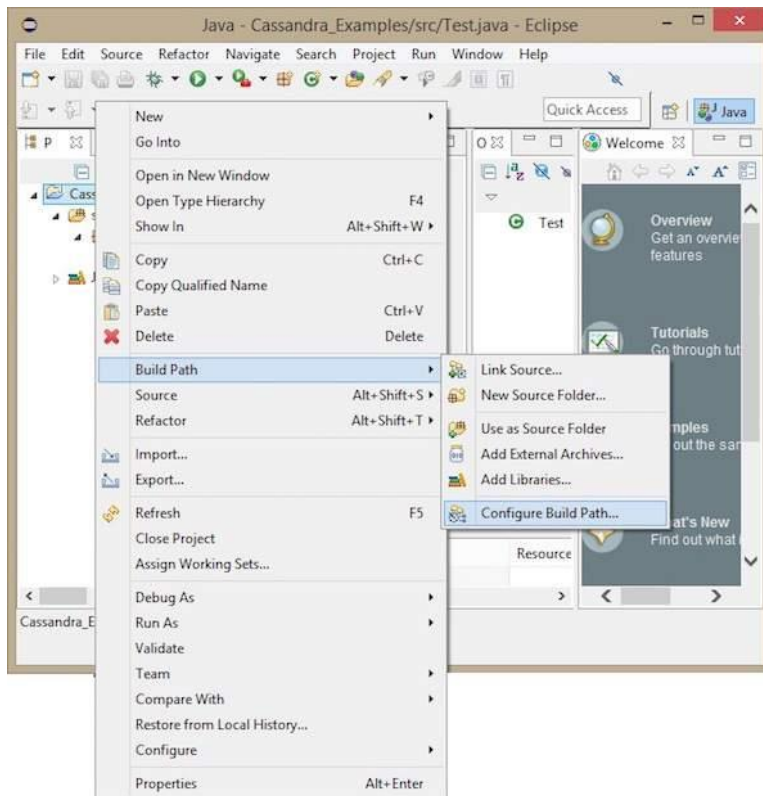 Java - Cassandra_Examples/src/Test.java - Eclipse
File Edit Source Refactor Navigate Search Project Run Window Help
Quick Access
Java
P
O
Welcome
Cass
Test
New
Go Into
Open in New Window
Open Type Hierarchy F4
Show In Alt+Shift+W
Copy Ctrl+C
Copy Qualified Name
Paste Ctrl+V
Delete Delete
Build Path
Source Alt+Shift+S
Refactor Alt+Shift+T
Import...
Export...
Refresh F5
Close Project
Assign Working Sets...
Debug As
Run As
Validate
Team
Compare With
Restore from Local History...
Configure
Properties Alt+Enter
Link Source...
New Source Folder...
Use as Source Folder
Add External Archives...
Add Libraries...
Configure Build Path...
Overview
Get an overvie
features
Tutorials
Go through tut
mples
out the sar
at's New
Find out what
Resource
Cassandra_E